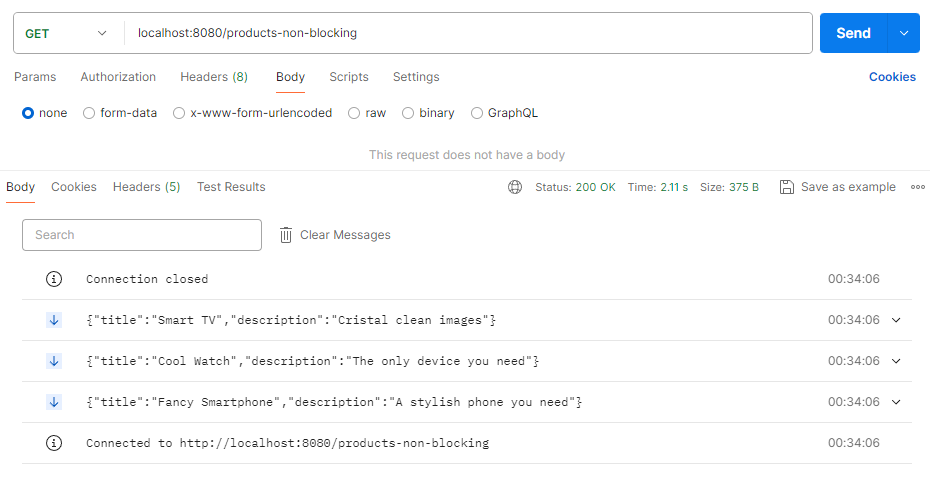 GET localhost:8080/products-non-blocking Send
Params Authorization Headers (8) Body Scripts Settings Cookies
none form-data x-www-form-urlencoded raw binary GraphQL
This request does not have a body
Body Cookies Headers (5) Test Results Status: 200 OK Time: 2.11 s Size: 375 B Save as example
Search Clear Messages
Connection closed 00:34:06
{"title":"Smart TV","description":"Cristal clean images"} 00:34:06
{"title":"Cool Watch","description":"The only device you need"} 00:34:06
{"title":"Fancy Smartphone","description":"A stylish phone you need"} 00:34:06
Connected to http://localhost:8080/products-non-blocking 00:34:06